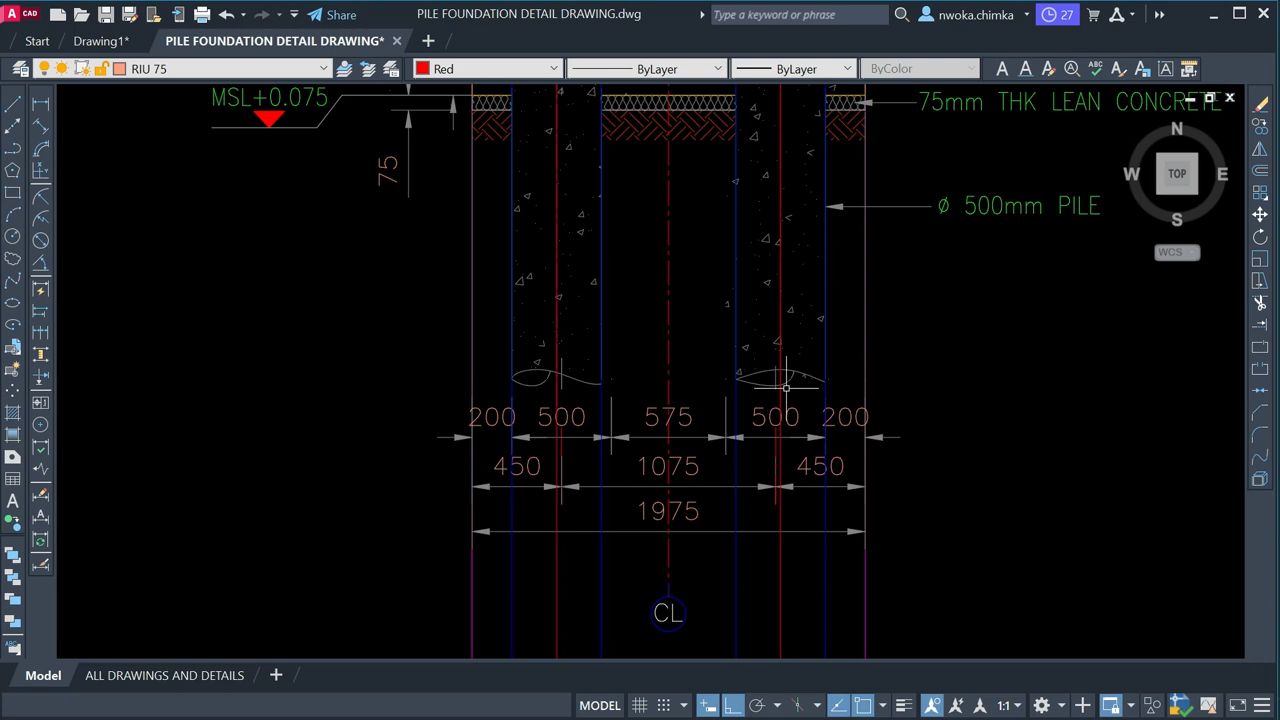 CAD Share PILE FOUNDATION DETAIL DRAWING.dwg Type a keyword or phrase nwoka.chimka 27
Start Drawing1* PILE FOUNDATION DETAIL DRAWING*
RIU 75 Red ByLayer ByLayer ByColor
MSL+0.075
75mm THK LEAN CONCRETE
75
Ø 500mm PILE
N
W TOP E
S
WCS
200 500 575 500 200
450 1075 450
1975
CL
Model ALL DRAWINGS AND DETAILS
MODEL 1:1